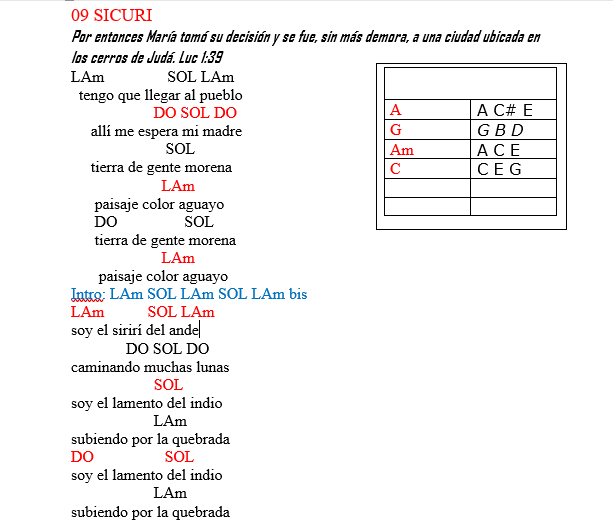 09 SICURI
Por entonces María tomó su decisión y se fue, sin más demora, a una ciudad ubicada en
los cerros de Judá. Luc 1:39
LAm SOL LAm
tengo que llegar al pueblo
DO SOL DO
allí me espera mi madre
SOL
tierra de gente morena
LAm
paisaje color aguayo
DO SOL
tierra de gente morena
LAm
paisaje color aguayo
Intro: LAm SOL LAm SOL LAm bis
LAm SOL LAm
soy el sirirí del ande
DO SOL DO
caminando muchas lunas
SOL
soy el lamento del indio
LAm
subiendo por la quebrada
DO SOL
soy el lamento del indio
LAm
subiendo por la quebrada
A A C# E
G G B D
Am A C E
C C E G